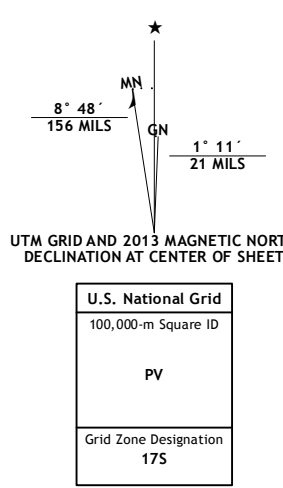 ★
MN
8° 48´
156 MILS
GN
1° 11´
21 MILS
UTM GRID AND 2013 MAGNETIC NORT
DECLINATION AT CENTER OF SHEET
U.S. National Grid
100,000-m Square ID
PV
Grid Zone Designation
17S